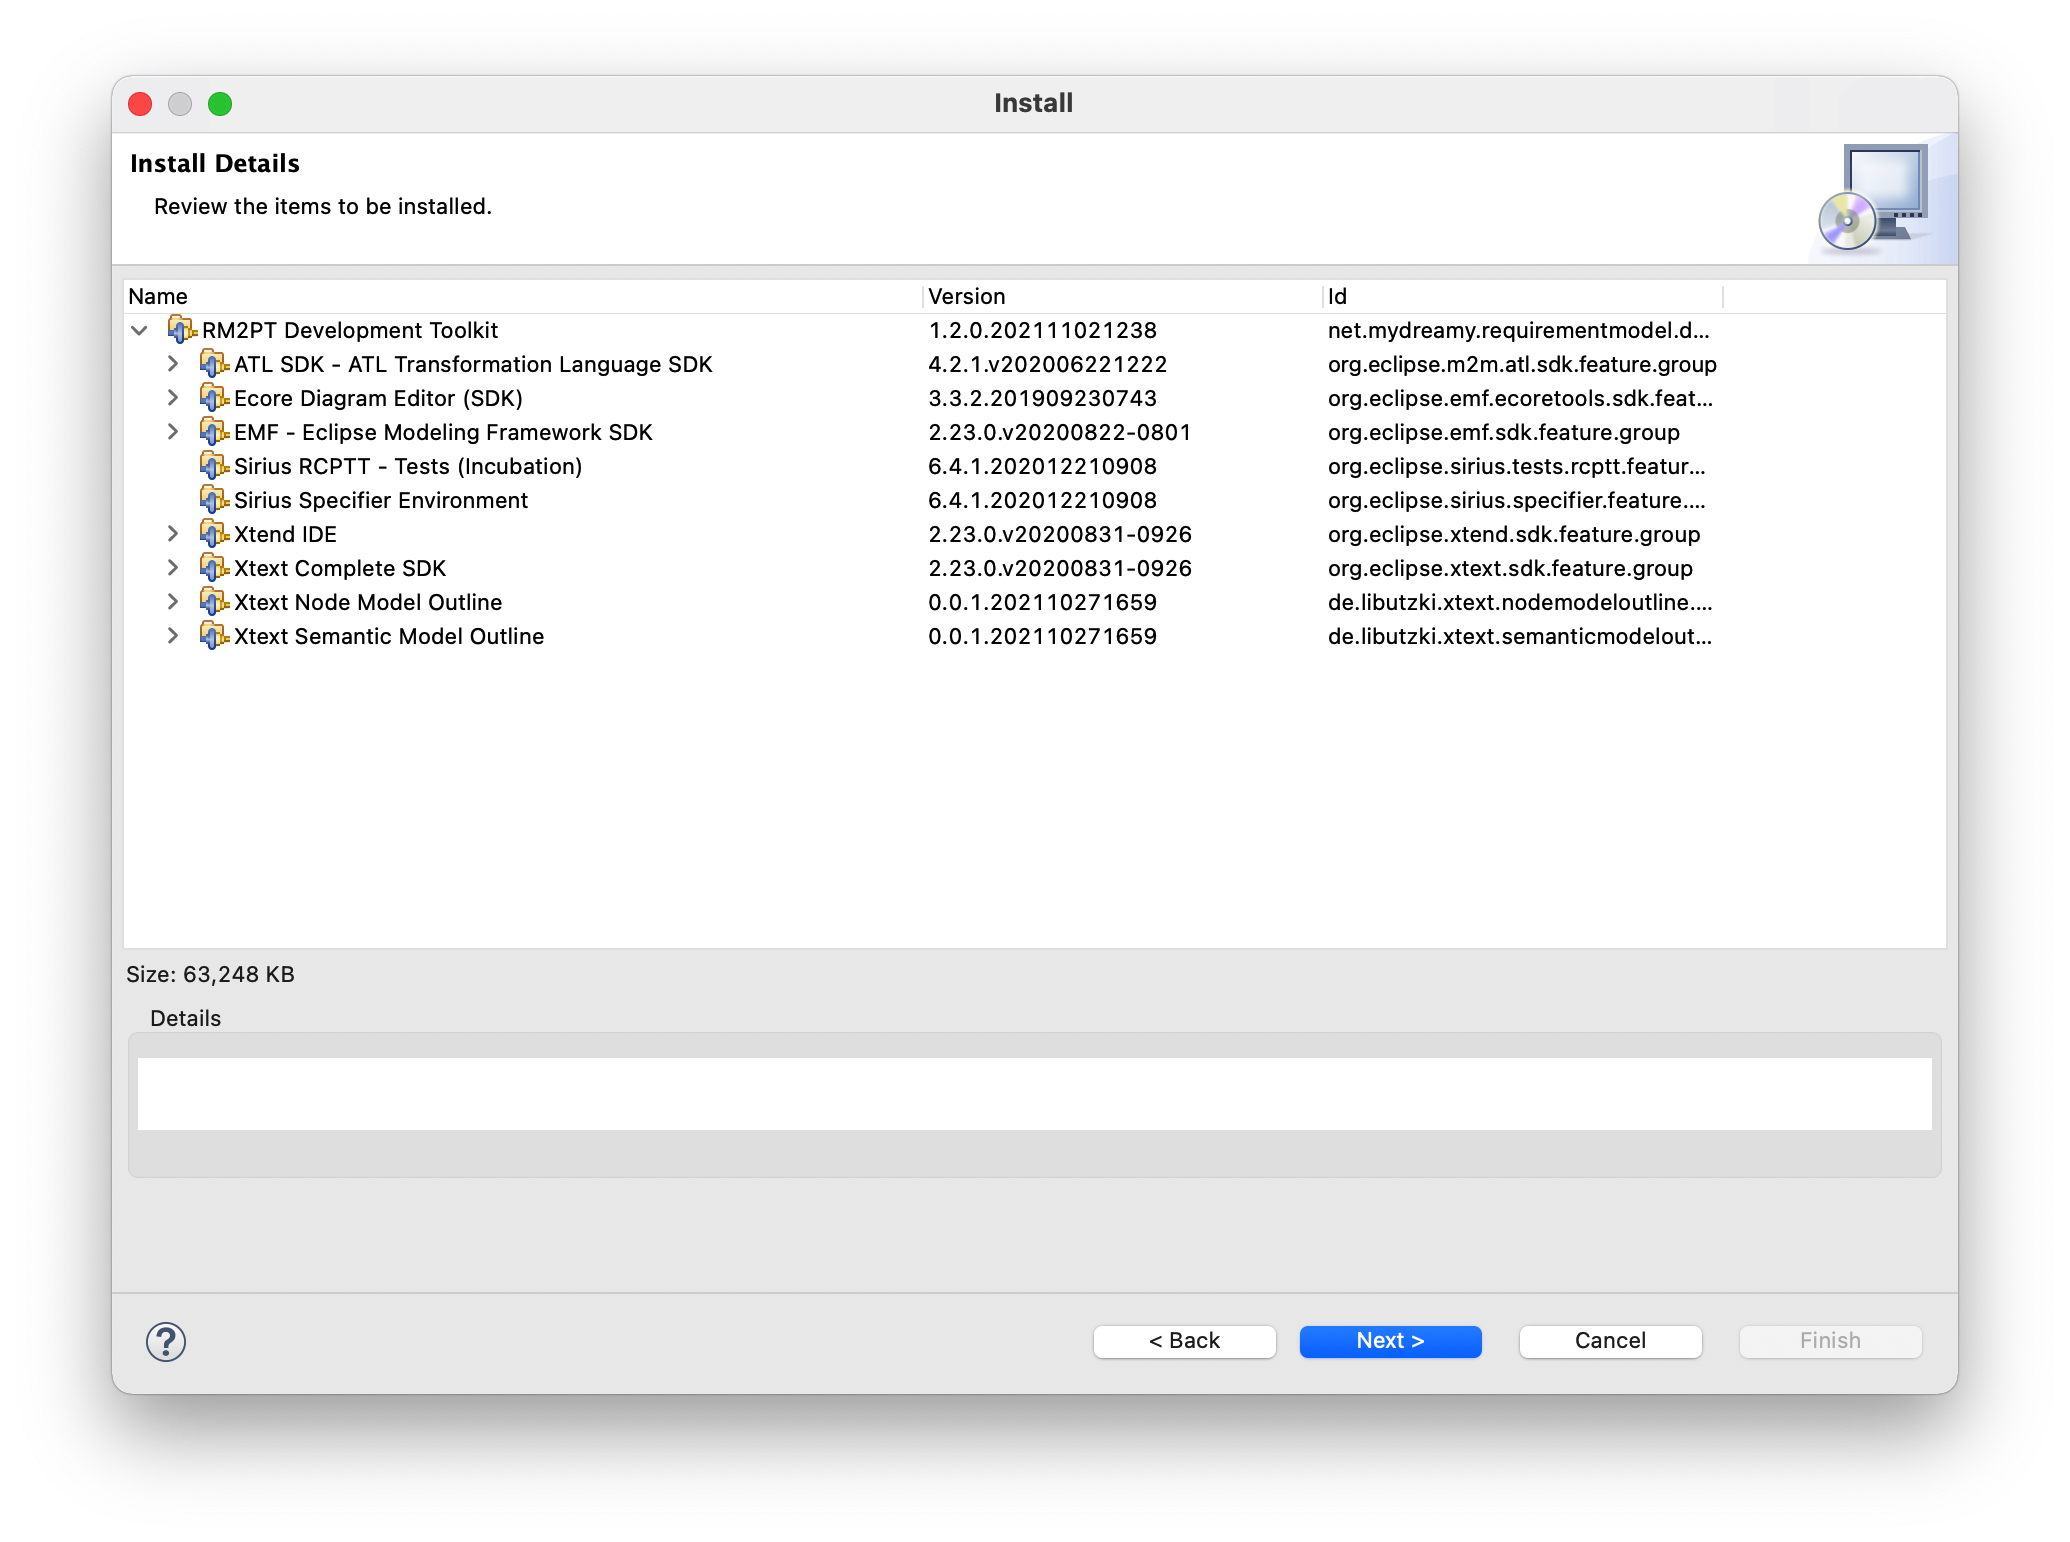 Install
Install Details
Review the items to be installed.
Name Version Id
RM2PT Development Toolkit 1.2.0.202111021238 net.mydreamy.requirementmodel.d...
ATL SDK - ATL Transformation Language SDK 4.2.1.v202006221222 org.eclipse.m2m.atl.sdk.feature.group
Ecore Diagram Editor (SDK) 3.3.2.201909230743 org.eclipse.emf.ecoretools.sdk.feat...
EMF - Eclipse Modeling Framework SDK 2.23.0.v20200822-0801 org.eclipse.emf.sdk.feature.group
Sirius RCPTT - Tests (Incubation) 6.4.1.202012210908 org.eclipse.sirius.tests.rcptt.featur...
Sirius Specifier Environment 6.4.1.202012210908 org.eclipse.sirius.specifier.feature....
Xtend IDE 2.23.0.v20200831-0926 org.eclipse.xtend.sdk.feature.group
Xtext Complete SDK 2.23.0.v20200831-0926 org.eclipse.xtext.sdk.feature.group
Xtext Node Model Outline 0.0.1.202110271659 de.libutzki.xtext.nodemodeloutline....
Xtext Semantic Model Outline 0.0.1.202110271659 de.libutzki.xtext.semanticmodelout...
Size: 63,248 KB
Details
? < Back Next > Cancel Finish